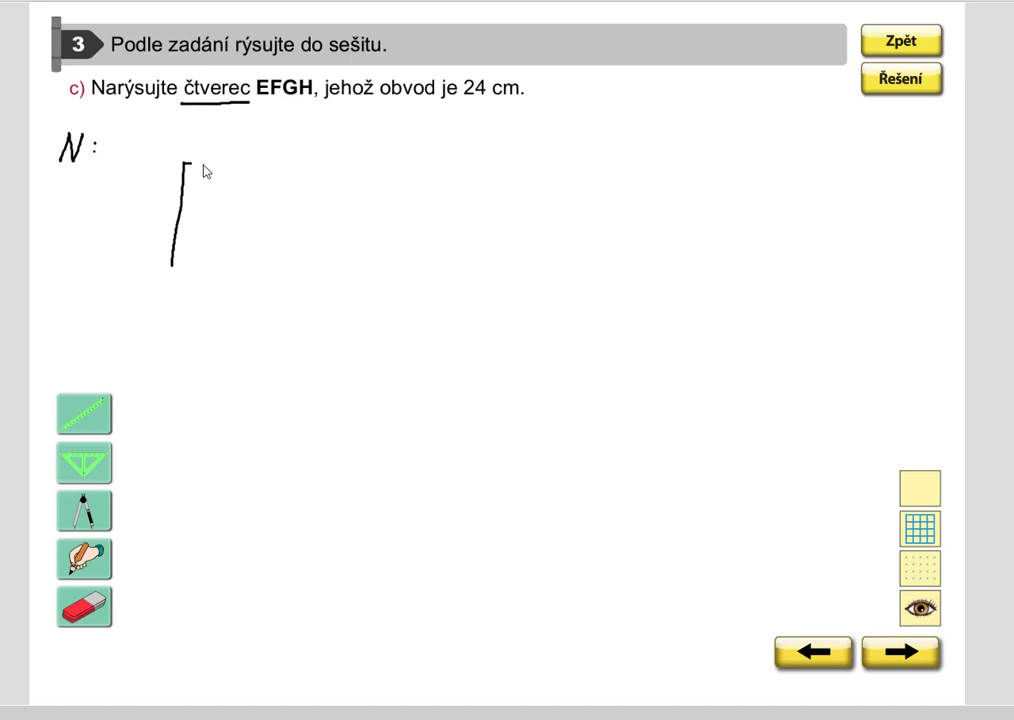 3 Podle zadání rýsujte do sešitu.
Zpět
Řešení
c) Narýsujte čtverec EFGH, jehož obvod je 24 cm.
N: